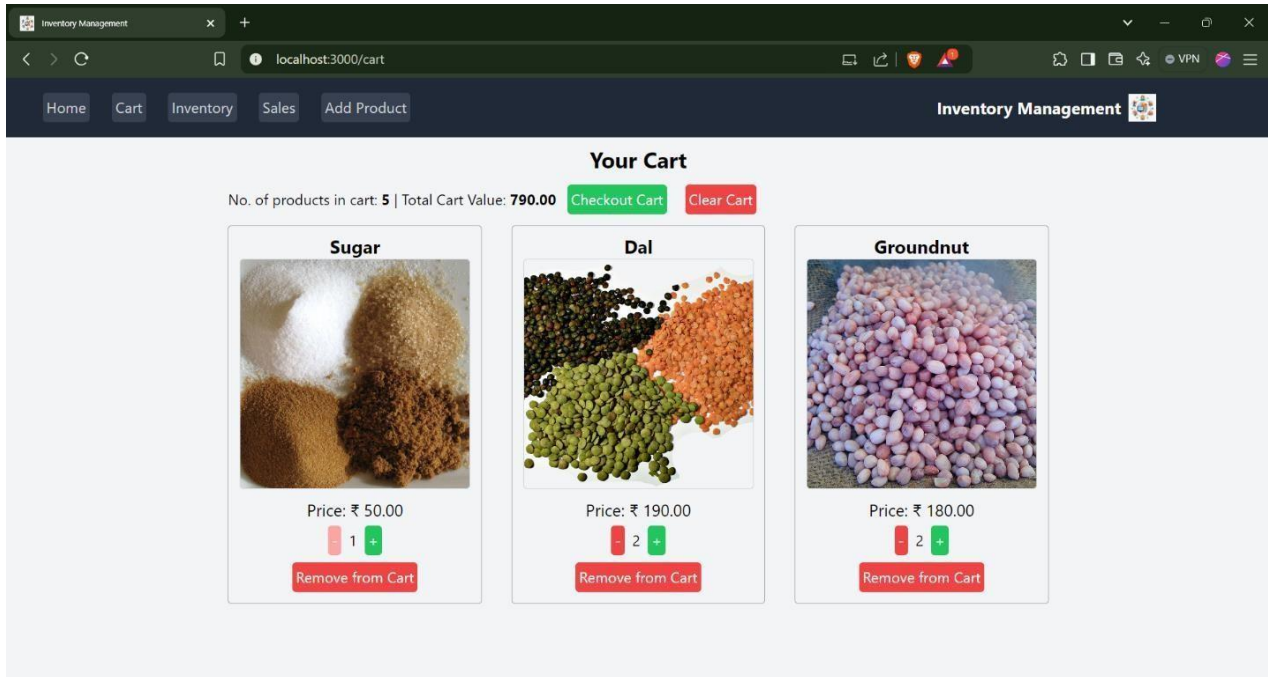 Inventory Management
localhost:3000/cart
VPN
Home Cart Inventory Sales Add Product Inventory Management
Your Cart
No. of products in cart: 5 | Total Cart Value: 790.00 Checkout Cart Clear Cart
Sugar Dal Groundnut
Price: ₹ 50.00 Price: ₹ 190.00 Price: ₹ 180.00
- 1 + - 2 + - 2 +
Remove from Cart Remove from Cart Remove from Cart